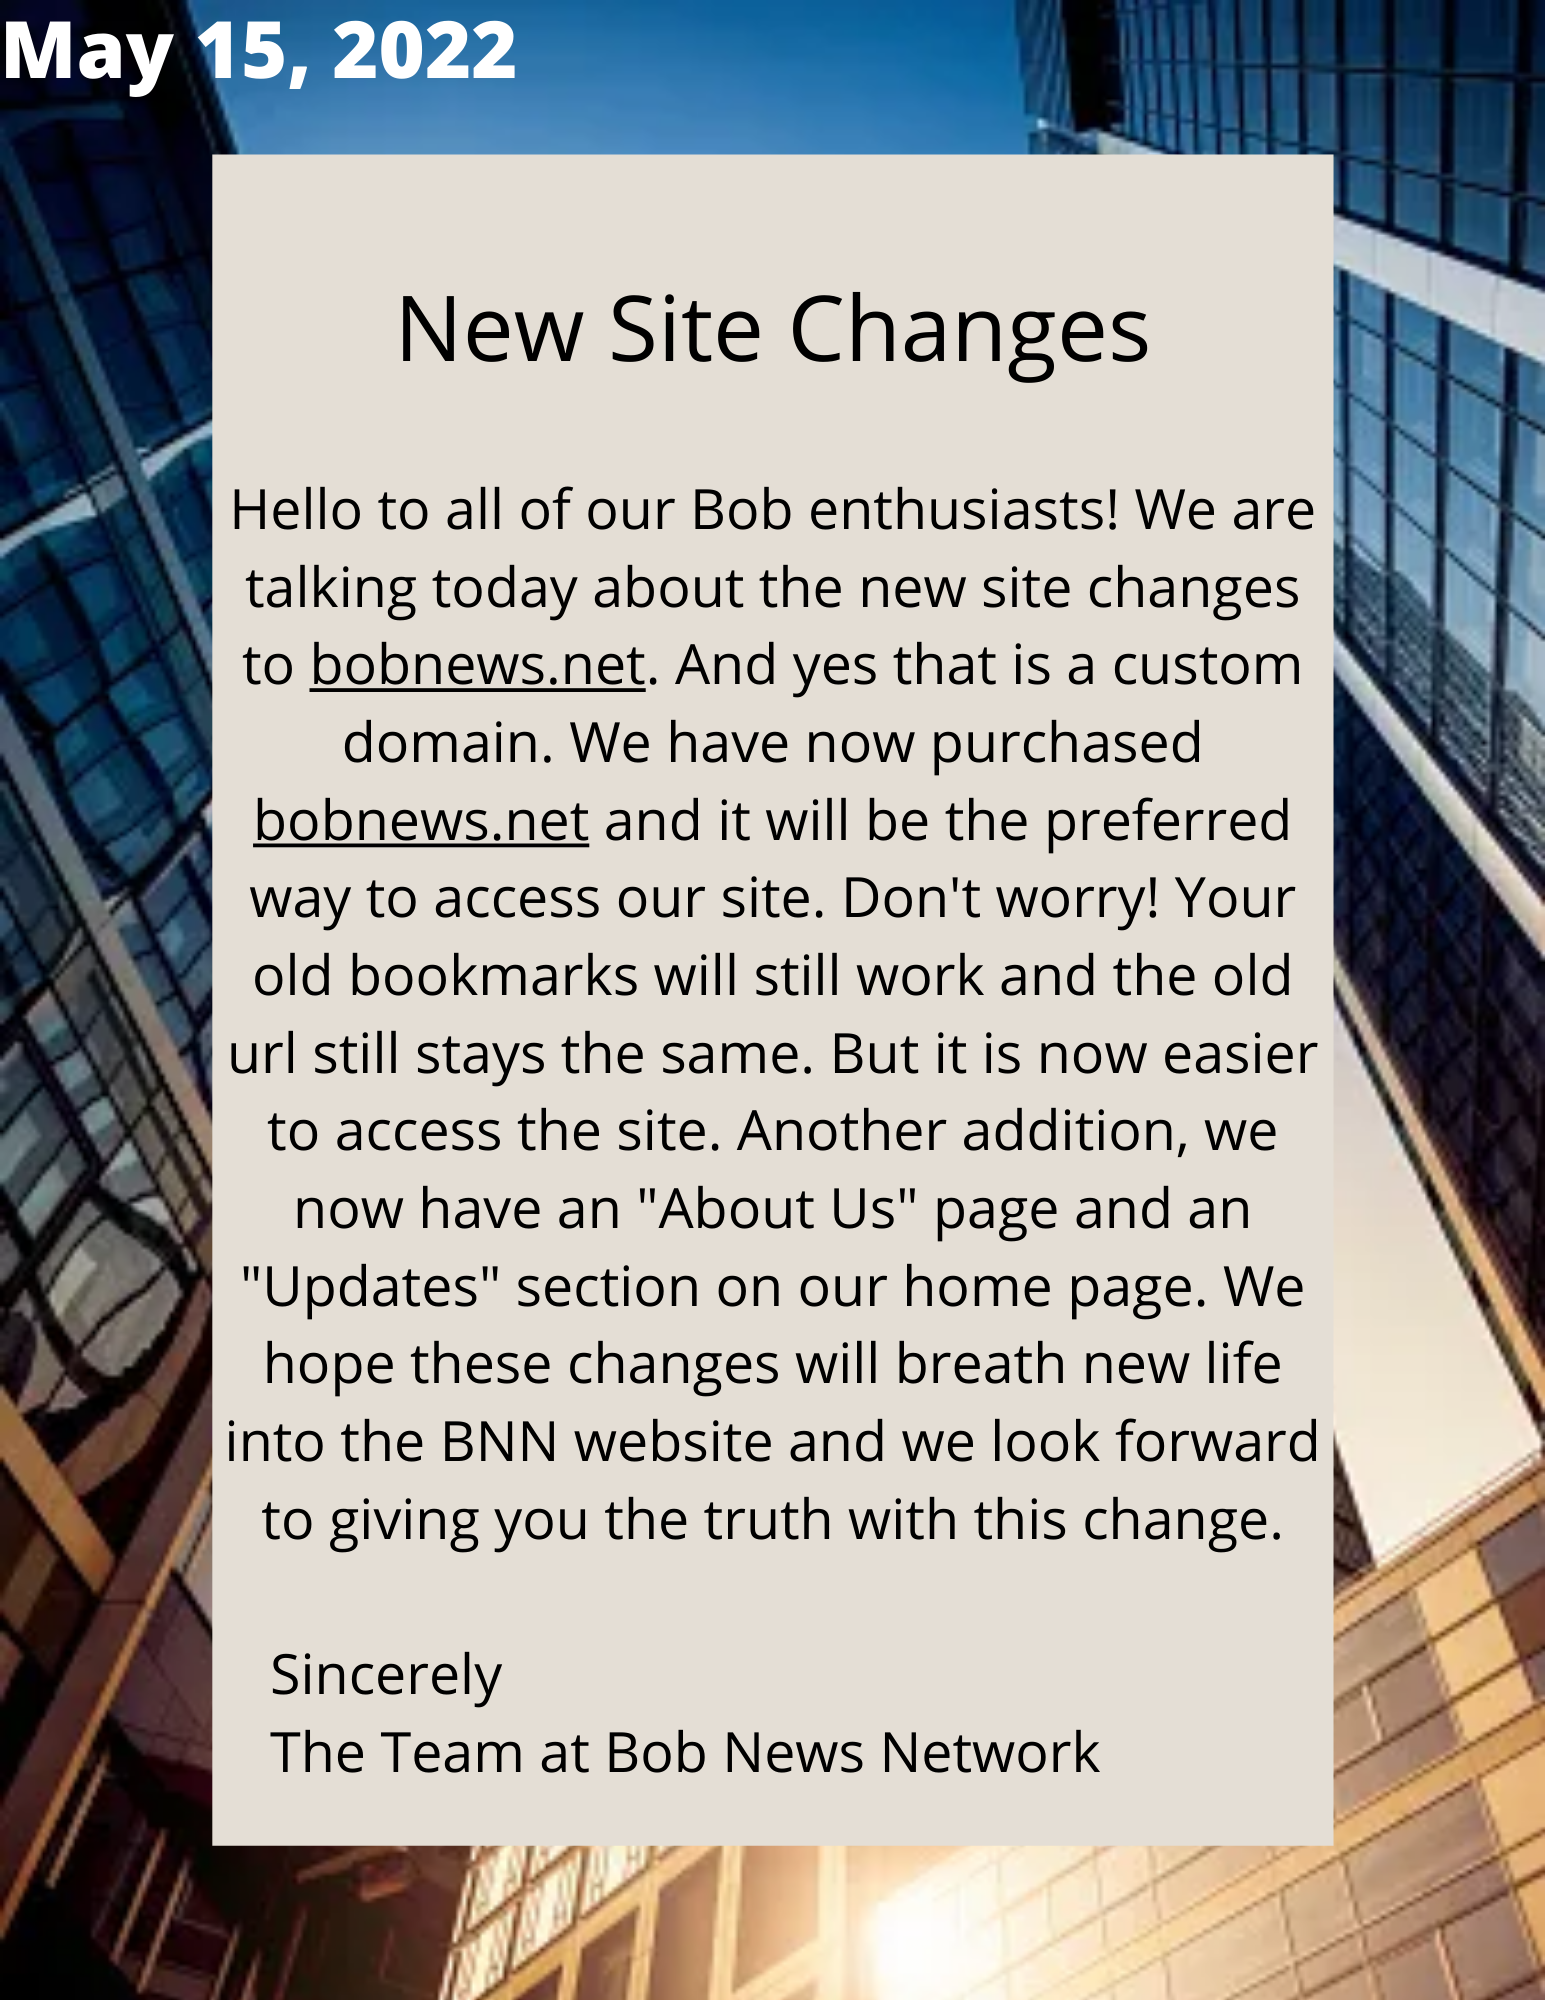 May 15, 2022
New Site Changes
Hello to all of our Bob enthusiasts! We are
talking today about the new site changes
to bobnews.net. And yes that is a custom
domain. We have now purchased
bobnews.net and it will be the preferred
way to access our site. Don't worry! Your
old bookmarks will still work and the old
url still stays the same. But it is now easier
to access the site. Another addition, we
now have an "About Us" page and an
"Updates" section on our home page. We
hope these changes will breath new life
into the BNN website and we look forward
to giving you the truth with this change.
Sincerely
The Team at Bob News Network